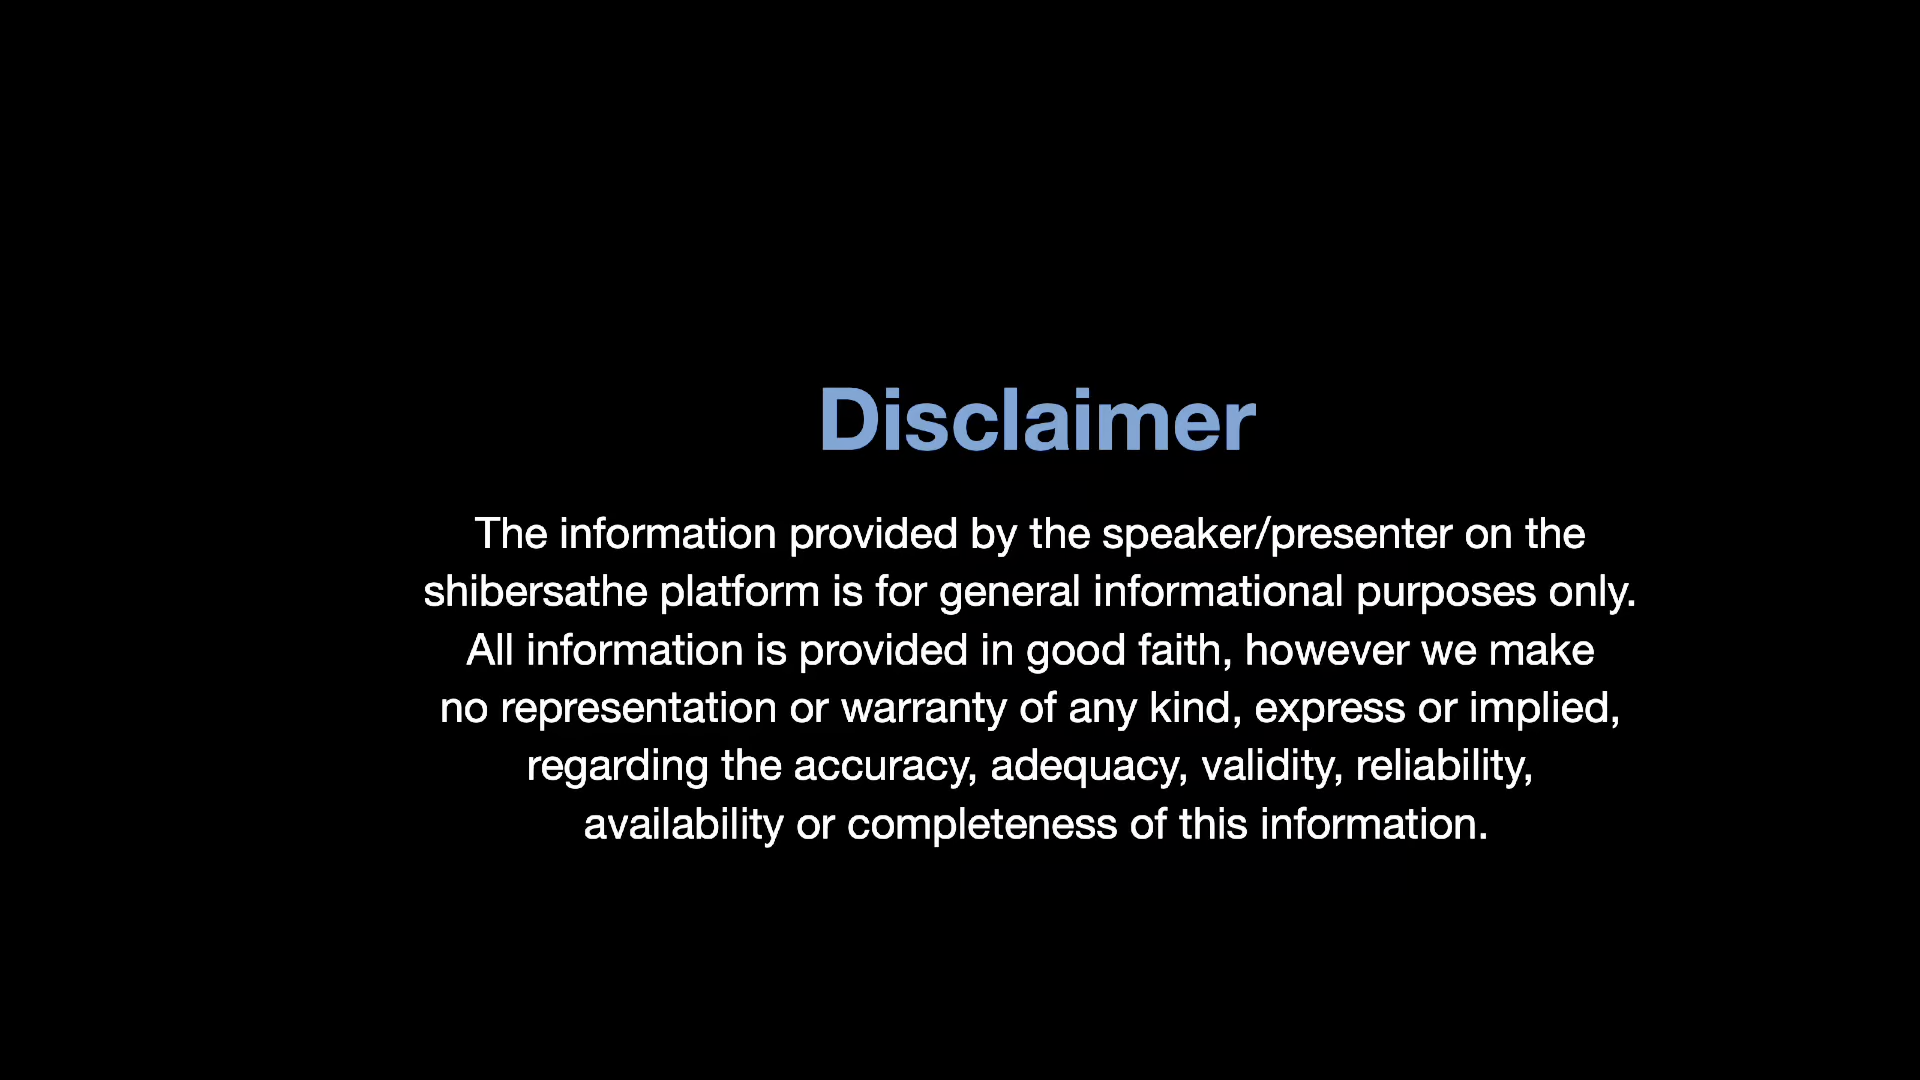 Disclaimer
The information provided by the speaker/presenter on the
shibersathe platform is for general informational purposes only.
All information is provided in good faith, however we make
no representation or warranty of any kind, express or implied,
regarding the accuracy, adequacy, validity, reliability,
availability or completeness of this information.